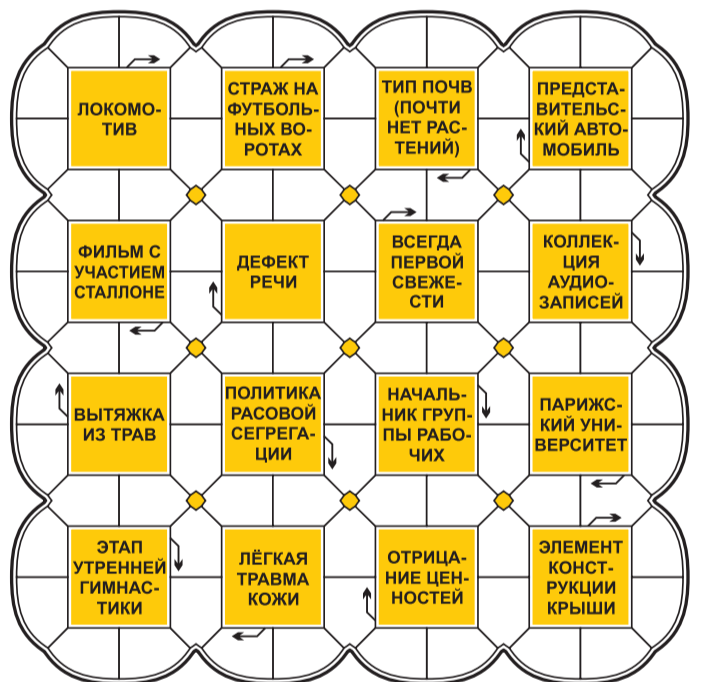 ЛОКОМО-
ТИВ
СТРАЖ НА
ФУТБОЛЬ-
НЫХ ВО-
РОТАХ
ТИП ПОЧВ
(ПОЧТИ
НЕТ РАС-
ТЕНИЙ)
ПРЕДСТА-
ВИТЕЛЬС-
КИЙ АВТО-
МОБИЛЬ
ФИЛЬМ С
УЧАСТИЕМ
СТАЛЛОНЕ
ДЕФЕКТ
РЕЧИ
ВСЕГДА
ПЕРВОЙ
СВЕЖЕ-
СТИ
КОЛЛЕК-
ЦИЯ
АУДИО-
ЗАПИСЕЙ
ВЫТЯЖКА
ИЗ ТРАВ
ПОЛИТИКА
РАСОВОЙ
СЕГРЕГА-
ЦИИ
НАЧАЛЬ-
НИК ГРУП-
ПЫ РАБО-
ЧИХ
ПАРИЖС-
КИЙ УНИ-
ВЕРСИТЕТ
ЭТАП
УТРЕННЕЙ
ГИМНАС-
ТИКИ
ЛЁГКАЯ
ТРАВМА
КОЖИ
ОТРИЦА-
НИЕ ЦЕН-
НОСТЕЙ
ЭЛЕМЕНТ
КОНСТ-
РУКЦИИ
КРЫШИ